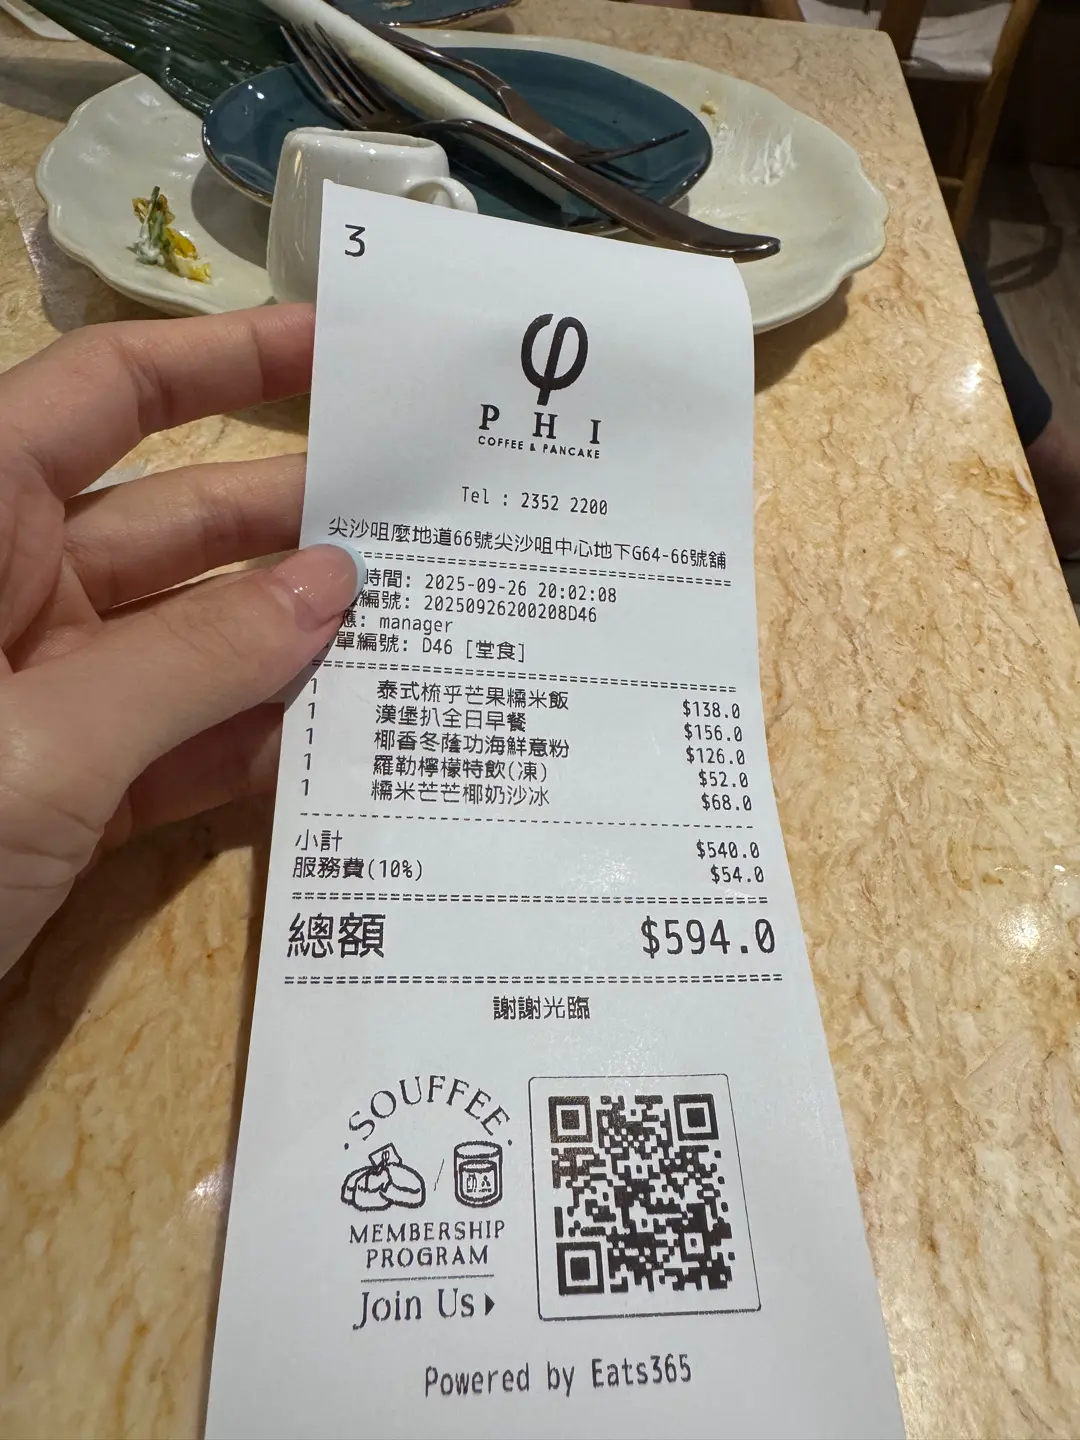 3
φ
PHI
COFFEE & PANCAKE
Tel : 2352 2200
尖沙咀麼地道66號尖沙咀中心地下G64-66號舖
時間: 2025-09-26 20:02:08
編號: 20250926200208D46
應: manager
單編號: D46 [堂食]
1 泰式梳乎芒果糯米飯 $138.0
1 漢堡扒全日早餐 $156.0
1 椰香冬蔭功海鮮意粉 $126.0
1 羅勒檸檬特飲(凍) $52.0
1 糯米芒芒椰奶沙冰 $68.0
小計 $540.0
服務費(10%) $54.0
總額 $594.0
謝謝光臨
SOUFFEE
MEMBERSHIP
PROGRAM
Join Us
Powered by Eats365